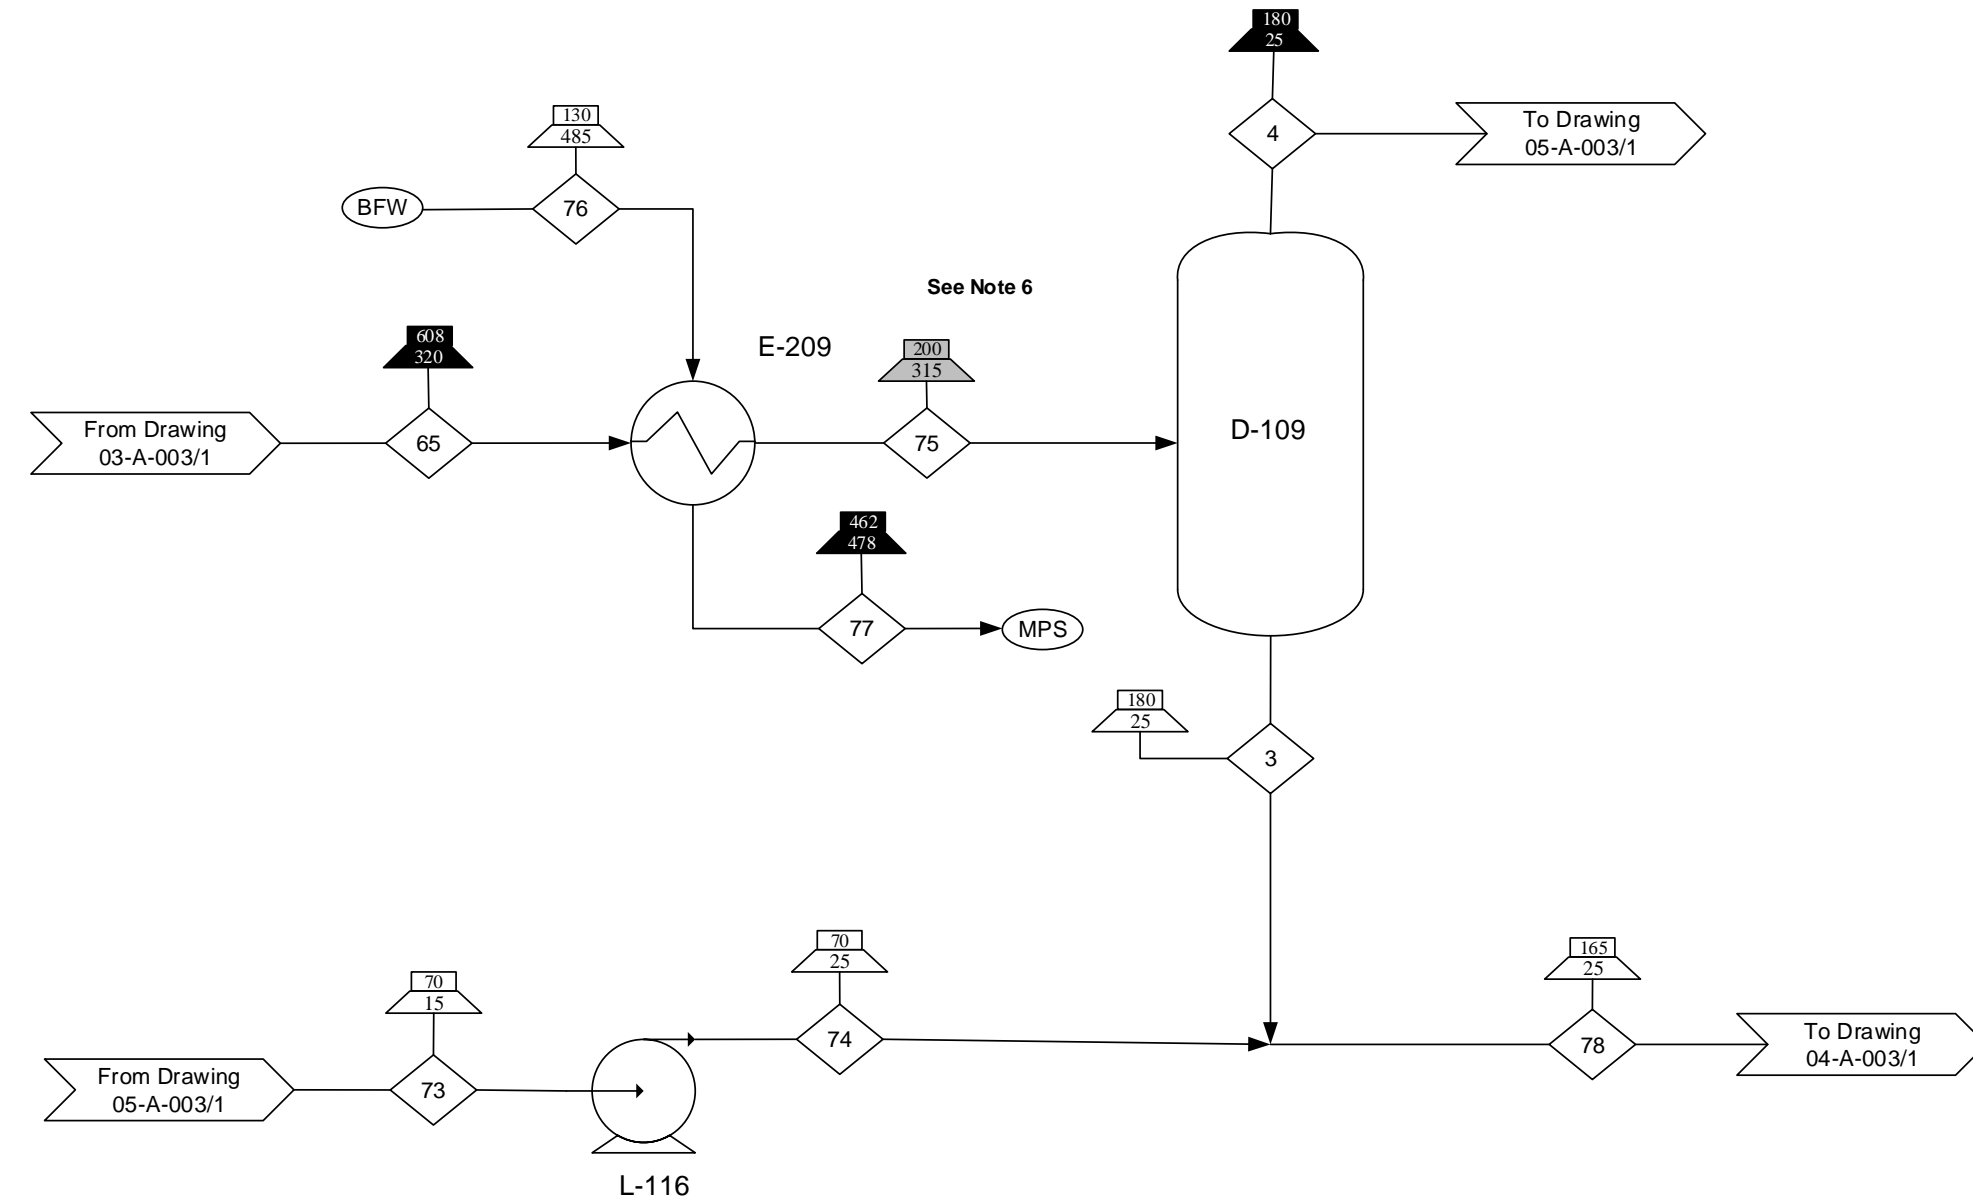 180
25
4
To Drawing
05-A-003/1
130
485
BFW
76
See Note 6
608
320
E-209
200
315
From Drawing
03-A-003/1
65
75
D-109
462
478
77
MPS
180
25
3
70
25
165
25
70
15
74
78
To Drawing
04-A-003/1
From Drawing
05-A-003/1
73
L-116